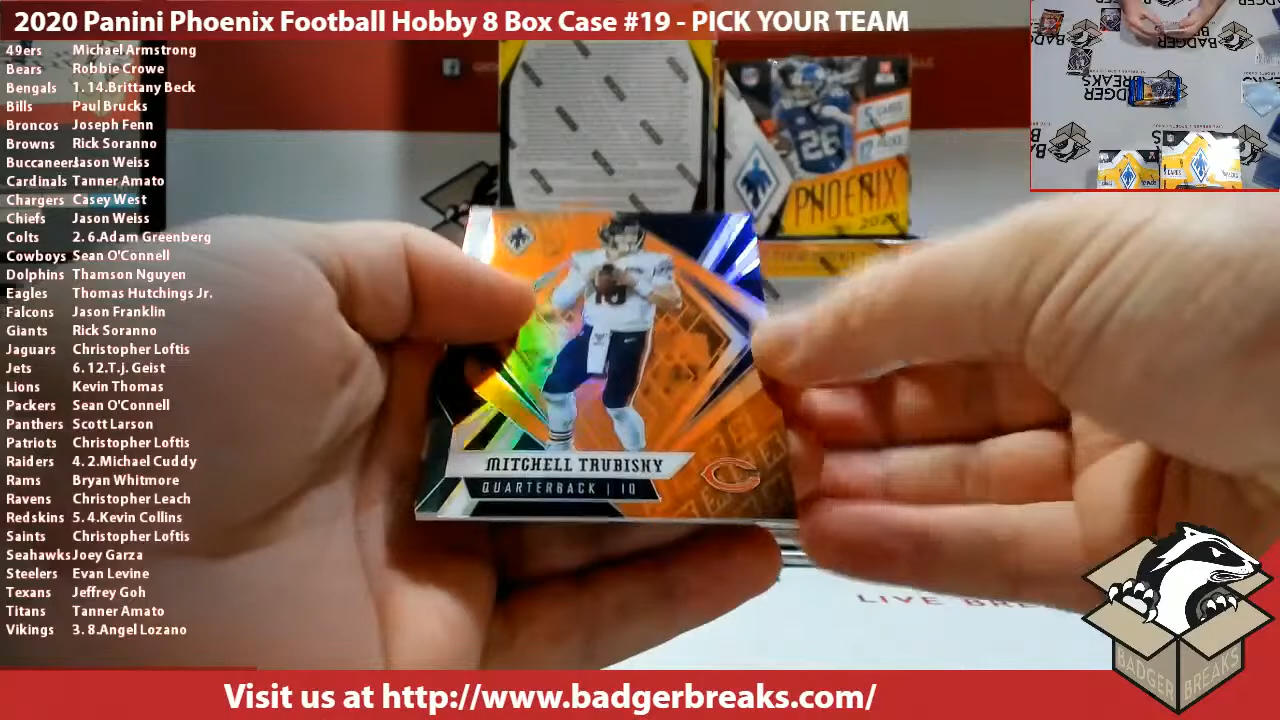 2020 Panini Phoenix Football Hobby 8 Box Case #19 - PICK YOUR TEAM
49ers Michael Armstrong
Bears Robbie Crowe
Bengals 1. 14.Brittany Beck
Bills Paul Brucks
Broncos Joseph Fenn
Browns Rick Soranno
Buccaneers Jason Weiss
Cardinals Tanner Amato
Chargers Casey West
Chiefs Jason Weiss
Colts 2. 6.Adam Greenberg
Cowboys Sean O'Connell
Dolphins Thamson Nguyen
Eagles Thomas Hutchings Jr.
Falcons Jason Franklin
Giants Rick Soranno
Jaguars Christopher Loftis
Jets 6. 12.T.j. Geist
Lions Kevin Thomas
Packers Sean O'Connell
Panthers Scott Larson
Patriots Christopher Loftis
Raiders 4. 2.Michael Cuddy
Rams Bryan Whitmore
Ravens Christopher Leach
Redskins 5. 4.Kevin Collins
Saints Christopher Loftis
Seahawks Joey Garza
Steelers Evan Levine
Texans Jeffrey Goh
Titans Tanner Amato
Vikings 3. 8.Angel Lozano
BADGER
BREAKS
26
PHOENIX
2020
10
MITCHELL TRUBISKY
QUARTERBACK | 10
LIVE
BADGER BREAKS
Visit us at http://www.badgerbreaks.com/